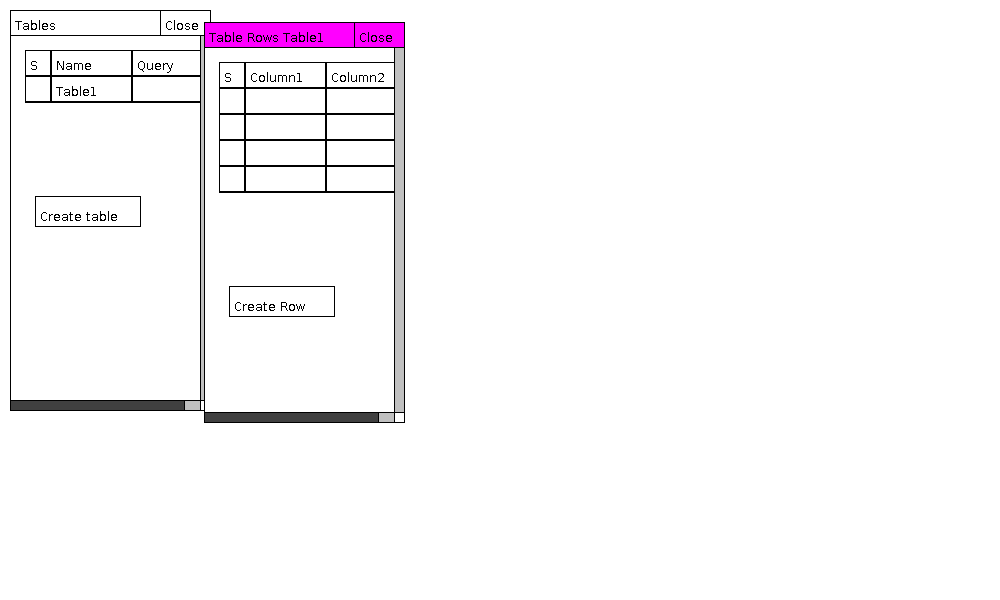 Tables Close
S Name Query
Table1
Create table
Table Rows Table1 Close
S Column1 Column2
Create Row